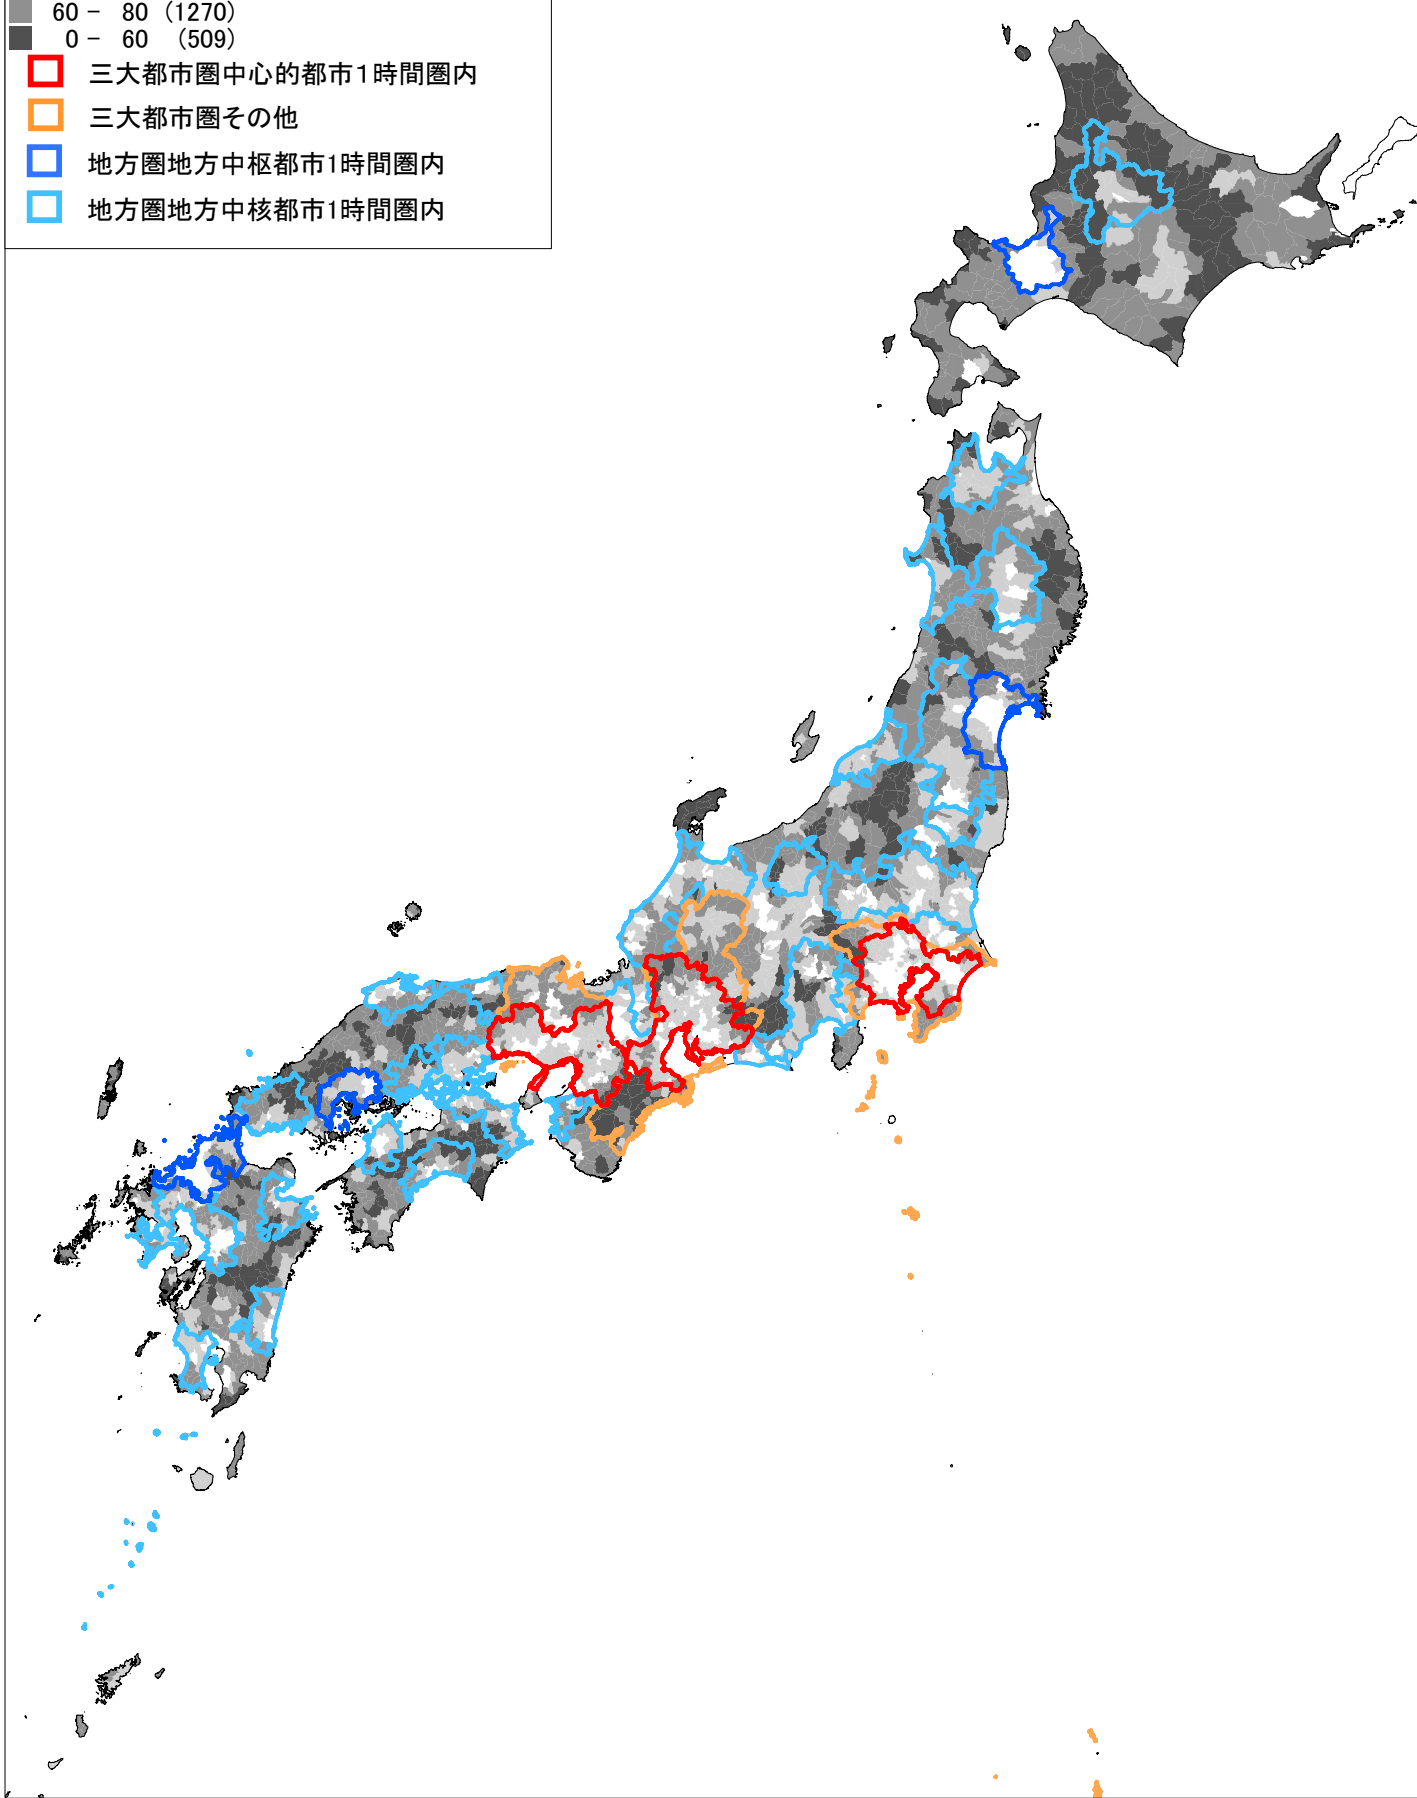 60 - 80 (1270)
0 - 60 (509)
三大都市圏中心的都市1時間圏内
三大都市圏その他
地方圏地方中枢都市1時間圏内
地方圏地方中核都市1時間圏内